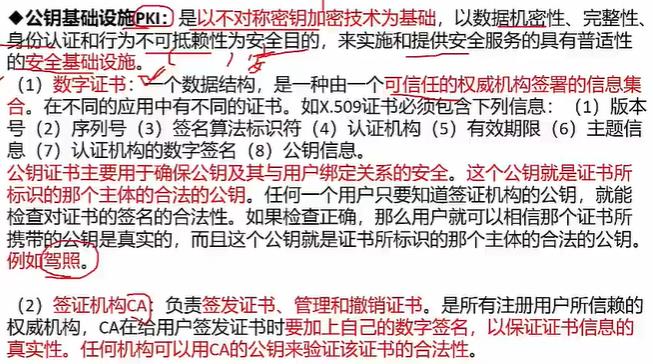 ◆公钥基础设施PKI：是以不对称密钥加密技术为基础，以数据机密性、完整性、
身份认证和行为不可抵赖性为安全目的，来实施和提供安全服务的具有普适性
的安全基础设施。
（1）数字证书：一个数据结构，是一种由一个可信任的权威机构签署的信息集
合。在不同的应用中有不同的证书。如X.509证书必须包含下列信息：（1）版本
号（2）序列号（3）签名算法标识符（4）认证机构（5）有效期限（6）主题信
息（7）认证机构的数字签名（8）公钥信息。
公钥证书主要用于确保公钥及其与用户绑定关系的安全。这个公钥就是证书所
标识的那个主体的合法的公钥。任何一个用户只要知道签证机构的公钥，就能
检查对证书的签名的合法性。如果检查正确，那么用户就可以相信那个证书所
携带的公钥是真实的，而且这个公钥就是证书所标识的那个主体的合法的公钥。
例如驾照。
（2）签证机构CA：负责签发证书、管理和撤销证书。是所有注册用户所信赖的
权威机构，CA在给用户签发证书时要加上自己的数字签名，以保证证书信息的
真实性。任何机构可以用CA的公钥来验证该证书的合法性。